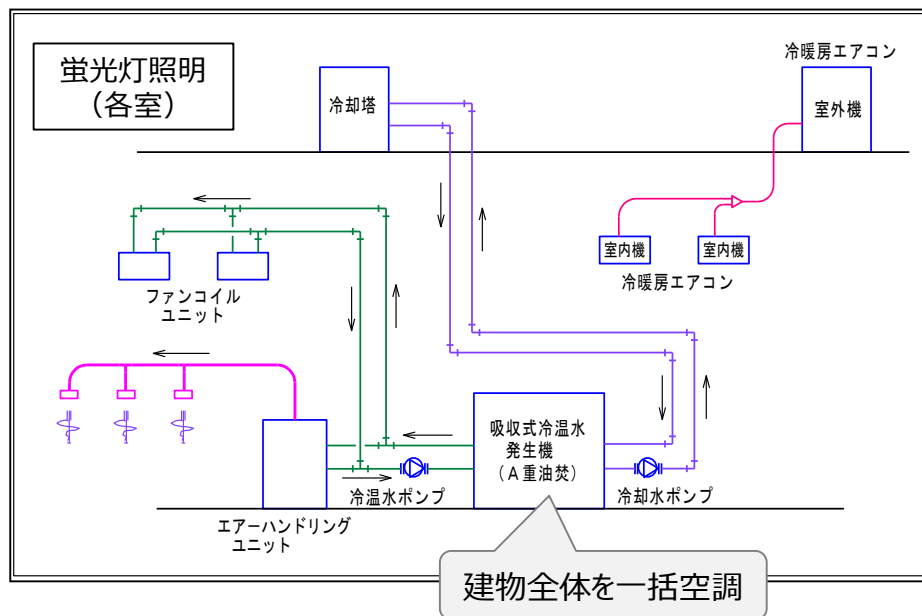 蛍光灯照明
（各室）
冷却塔
冷暖房エアコン
室外機
室内機
室内機
冷暖房エアコン
ファンコイル
ユニット
吸収式冷温水
発生機
（Ａ重油焚）
冷温水ポンプ
冷却水ポンプ
エアーハンドリング
ユニット
建物全体を一括空調